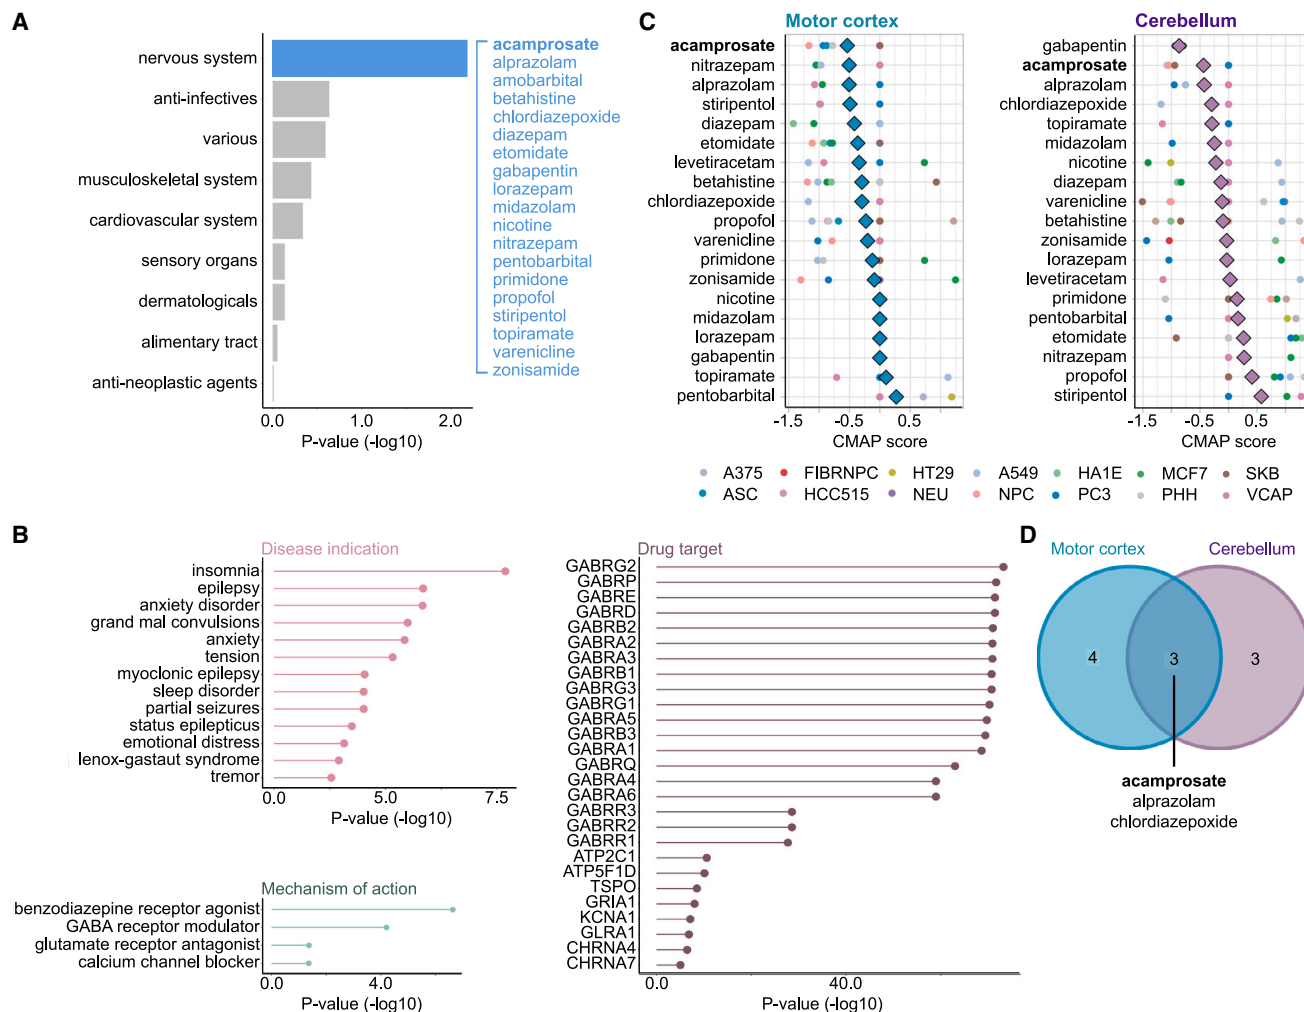 A
nervous system
anti-infectives
various
musculoskeletal system
cardiovascular system
sensory organs
dermatologicals
alimentary tract
anti-neoplastic agents
0.0
1.0
2.0
P-value (-log10)
acamprosate
alprazolam
amobarbital
betahistine
chlordiazepoxide
diazepam
etomidate
gabapentin
lorazepam
midazolam
nicotine
nitrazepam
pentobarbital
primidone
propofol
stiripentol
topiramate
varenicline
zonisamide
C
Motor cortex
acamprosate
nitrazepam
alprazolam
stiripentol
diazepam
etomidate
levetiracetam
betahistine
chlordiazepoxide
propofol
varenicline
primidone
zonisamide
nicotine
midazolam
lorazepam
gabapentin
topiramate
pentobarbital
-1.5
-0.5
0.5
CMAP score
Cerebellum
gabapentin
acamprosate
alprazolam
chlordiazepoxide
topiramate
midazolam
nicotine
diazepam
varenicline
betahistine
zonisamide
lorazepam
levetiracetam
primidone
pentobarbital
etomidate
nitrazepam
propofol
stiripentol
-1.5
-0.5
0.5
CMAP score
A375
FIBRNPC
HT29
A549
HA1E
MCF7
SKB
ASC
HCC515
NEU
NPC
PC3
PHH
VCAP
B
Disease indication
insomnia
epilepsy
anxiety disorder
grand mal convulsions
anxiety
tension
myoclonic epilepsy
sleep disorder
partial seizures
status epilepticus
emotional distress
lenox-gastaut syndrome
tremor
0.0
5.0
7.5
P-value (-log10)
Mechanism of action
benzodiazepine receptor agonist
GABA receptor modulator
glutamate receptor antagonist
calcium channel blocker
0.0
4.0
P-value (-log10)
Drug target
GABRG2
GABRP
GABRE
GABRD
GABRB2
GABRA2
GABRA3
GABRB1
GABRG3
GABRG1
GABRA5
GABRB3
GABRA1
GABRQ
GABRA4
GABRA6
GABRR3
GABRR2
GABRR1
ATP2C1
ATP5F1D
TSPO
GRIA1
KCNA1
GLRA1
CHRNA4
CHRNA7
0.0
40.0
P-value (-log10)
D
Motor cortex
Cerebellum
4
3
3
acamprosate
alprazolam
chlordiazepoxide